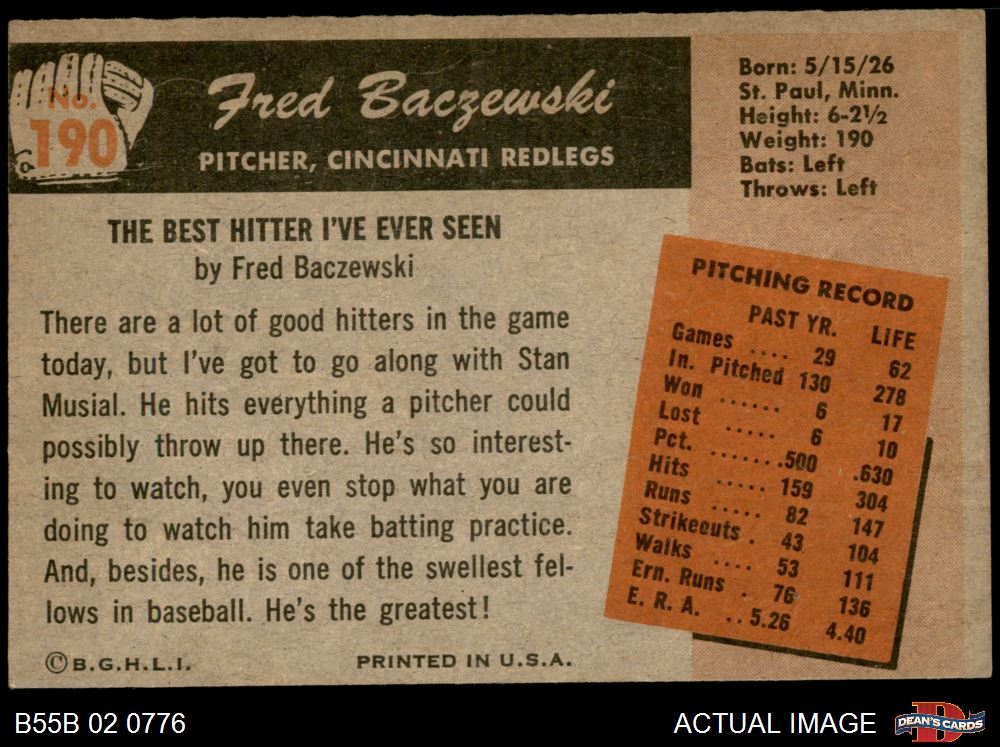 No.
190
Fred Baczewski
PITCHER, CINCINNATI REDLEGS
Born: 5/15/26
St. Paul, Minn.
Height: 6-2½
Weight: 190
Bats: Left
Throws: Left
THE BEST HITTER I'VE EVER SEEN
by Fred Baczewski
There are a lot of good hitters in the game
today, but I've got to go along with Stan
Musial. He hits everything a pitcher could
possibly throw up there. He's so interest-
ing to watch, you even stop what you are
doing to watch him take batting practice.
And, besides, he is one of the swellest fel-
lows in baseball. He's the greatest!
©B.G.H.L.I.
PRINTED IN U.S.A.
PITCHING RECORD
PAST YR. LIFE
Games .... 29 62
In. Pitched 130 278
Won ...... 6 17
Lost ..... 6 10
Pct. .......500 .630
Hits ..... 159 304
Runs ..... 82 147
Strikeouts . 43 104
Walks .... 53 111
Ern. Runs . 76 136
E. R. A. ..5.26 4.40
B55B 02 0776
ACTUAL IMAGE
DEAN'S CARDS